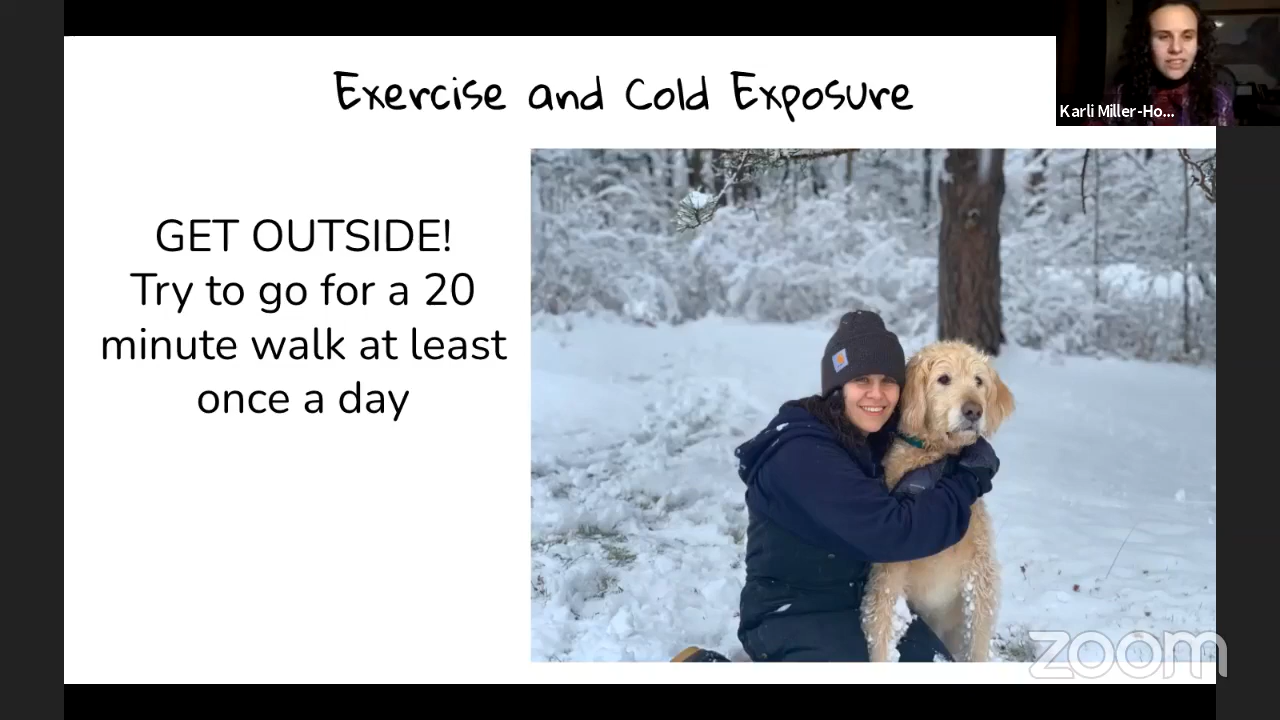 Exercise and Cold Exposure
Karli Miller-Ho...
GET OUTSIDE!
Try to go for a 20
minute walk at least
once a day
zoom